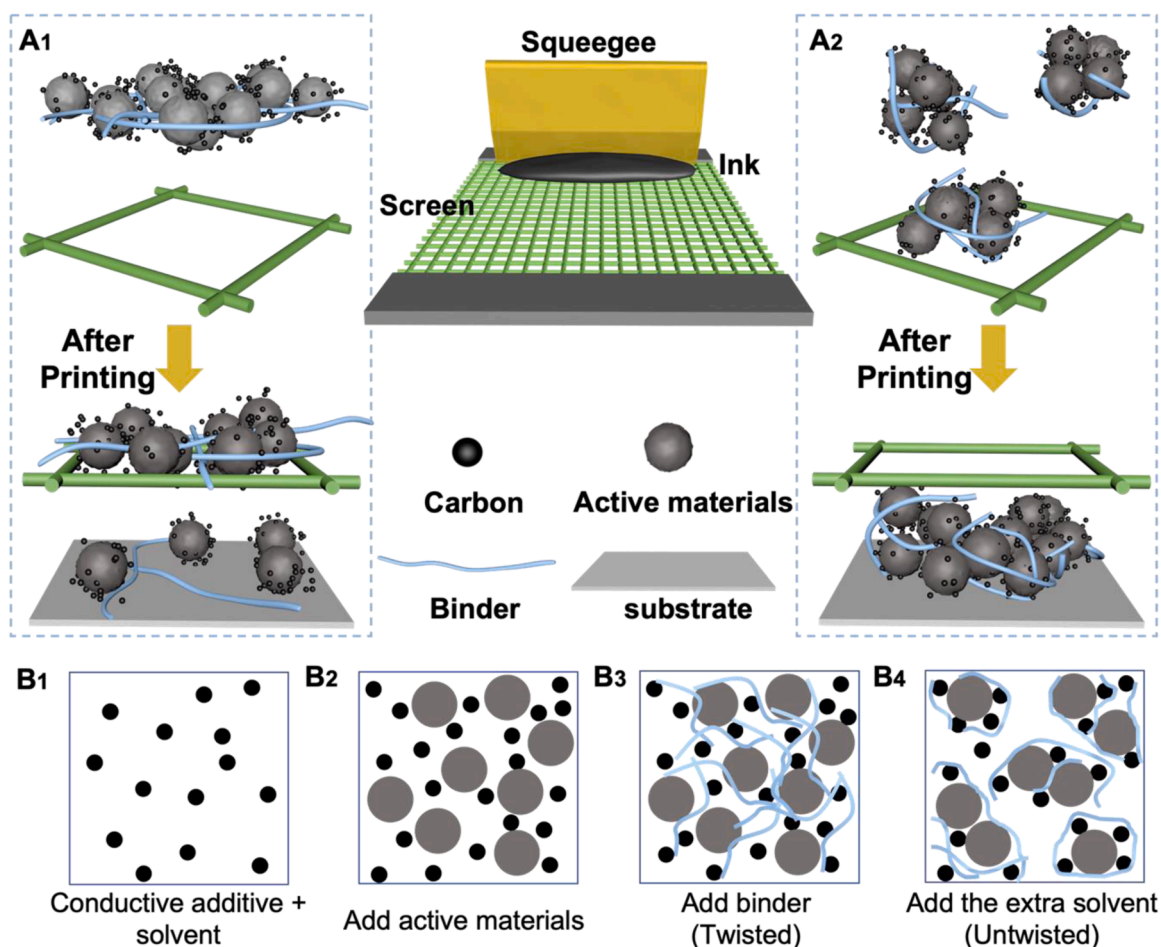 A1
Squeegee
Ink
Screen
A2
After
Printing
After
Printing
Carbon
Active materials
Binder
substrate
B1
Conductive additive +
solvent
B2
Add active materials
B3
Add binder
(Twisted)
B4
Add the extra solvent
(Untwisted)